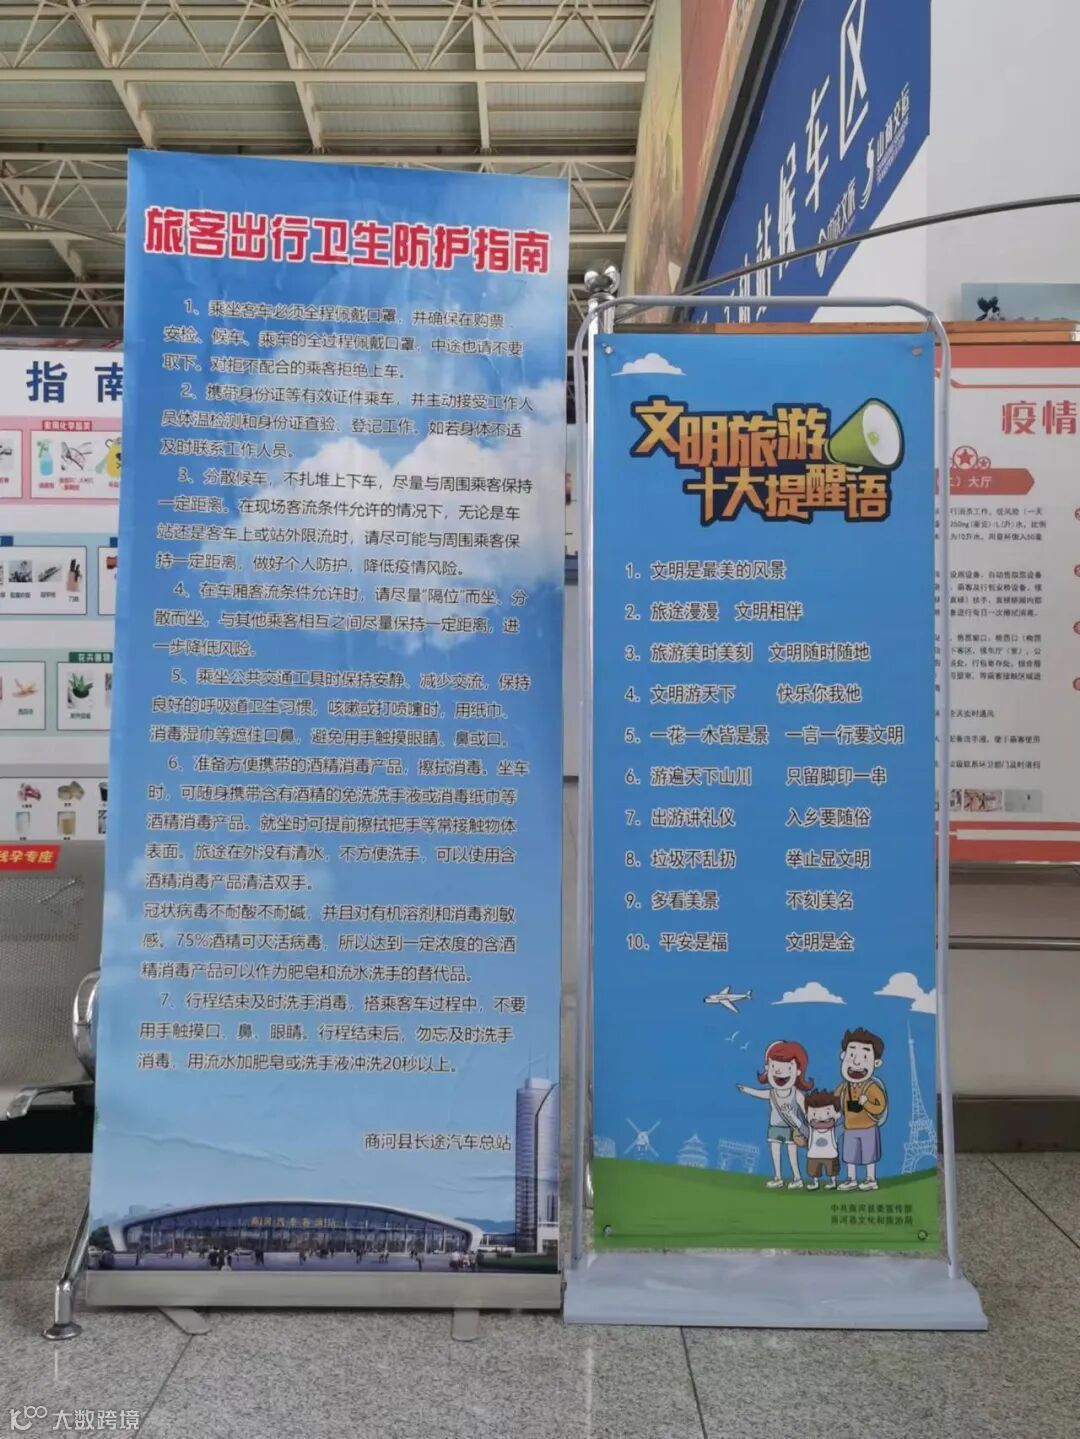 旅客出行卫生防护指南
1、乘坐客车必须全程佩戴口罩，并确保在购票、
安检、候车、乘车的全过程佩戴口罩，中途也请不要
取下。对拒不配合的乘客拒绝上车。
2、携带身份证等有效证件乘车，并主动接受工作人
员体温检测和身份证查验、登记工作。如若身体不适
及时联系工作人员。
3、分散候车，不扎堆上下车，尽量与周围乘客保持
一定距离。在现场客流条件允许的情况下，无论是车
站还是客车上或站外限流时，请尽可能与周围乘客保
持一定距离，做好个人防护，降低疫情风险。
4、在车厢客流条件允许时，请尽量“隔位”而坐、分
散而坐，与其他乘客相互之间尽量保持一定距离，进
一步降低风险。
5、乘坐公共交通工具时保持安静、减少交流，保持
良好的呼吸道卫生习惯，咳嗽或打喷嚏时，用纸巾、
消毒湿巾等遮住口鼻，避免用手触摸眼睛、鼻或口。
6、准备方便携带的酒精消毒产品，擦拭消毒。坐车
时，可随身携带含有酒精的免洗洗手液或消毒纸巾等
酒精消毒产品。就坐时可提前擦拭把手等常接触物体
表面。旅途在外没有清水，不方便洗手，可以使用含
酒精消毒产品清洁双手。
冠状病毒不耐酸不耐碱，并且对有机溶剂和消毒剂敏
感。75%酒精可灭活病毒，所以达到一定浓度的含酒
精消毒产品可以作为肥皂和流水洗手的替代品。
7、行程结束及时洗手消毒，搭乘客车过程中，不要
用手触摸口、鼻、眼睛。行程结束后，勿忘及时洗手
消毒，用流水加肥皂或洗手液冲洗20秒以上。
商河县长途汽车总站
文明旅游
十大提醒语
1. 文明是最美的风景
2. 旅途漫漫 文明相伴
3. 旅游美时美刻 文明随时随地
4. 文明游天下 快乐你我他
5. 一花一木皆是景 一言一行要文明
6. 游遍天下山川 只留脚印一串
7. 出游讲礼仪 入乡要随俗
8. 垃圾不乱扔 举止显文明
9. 多看美景 不刻美名
10. 平安是福 文明是金
中共商河县委宣传部
商河县文化和旅游局
站候车区
山商交运
指南
疫情
大厅
大数跨境